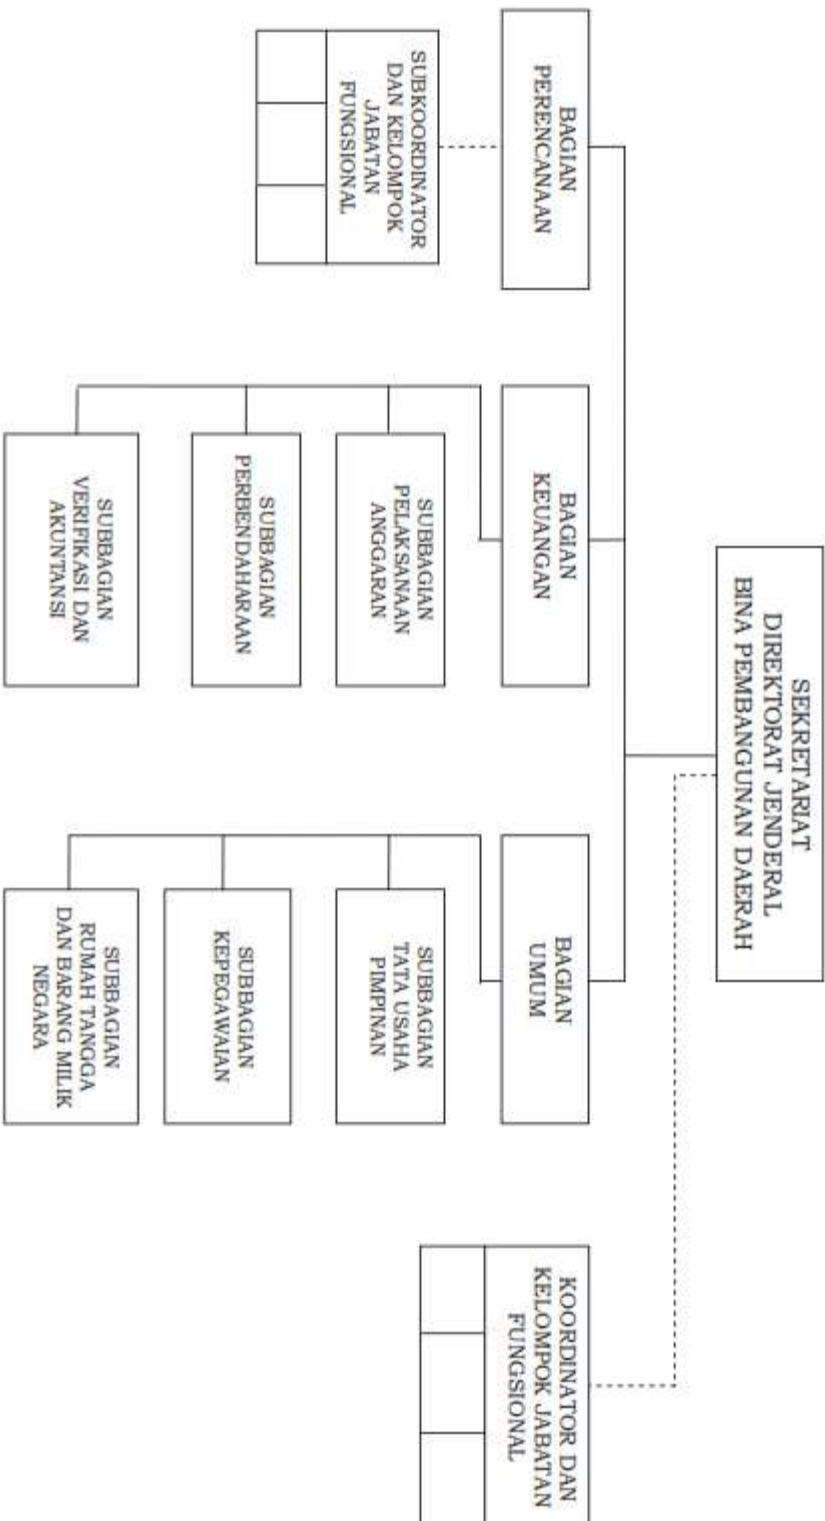 SEKRETARIAT
DIREKTORAT JENDERAL
BINA PEMBANGUNAN DAERAH
BAGIAN
PERENCANAAN
BAGIAN
KEUANGAN
BAGIAN
UMUM
KOORDINATOR DAN
KELOMPOK JABATAN
FUNGSIONAL
SUBKOORDINATOR
DAN KELOMPOK
JABATAN
FUNGSIONAL
SUBBAGIAN
PELAKSANAAN
ANGGARAN
SUBBAGIAN
PERBENDAHARAAN
SUBBAGIAN
VERIFIKASI DAN
AKUNTANSI
SUBBAGIAN
TATA USAHA
PIMPINAN
SUBBAGIAN
KEPEGAWAIAN
SUBBAGIAN
RUMAH TANGGA
DAN BARANG MILIK
NEGARA